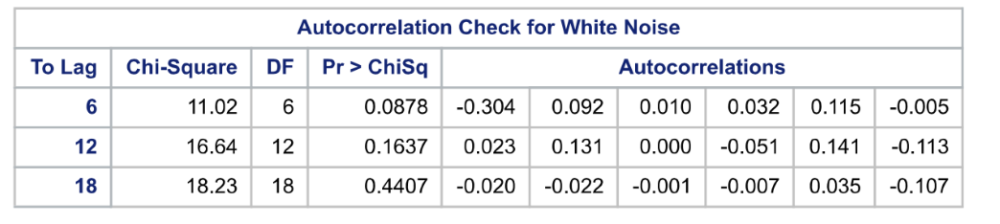 Autocorrelation Check for White Noise
To Lag Chi-Square DF Pr > ChiSq Autocorrelations
6 11.02 6 0.0878 -0.304 0.092 0.010 0.032 0.115 -0.005
12 16.64 12 0.1637 0.023 0.131 0.000 -0.051 0.141 -0.113
18 18.23 18 0.4407 -0.020 -0.022 -0.001 -0.007 0.035 -0.107